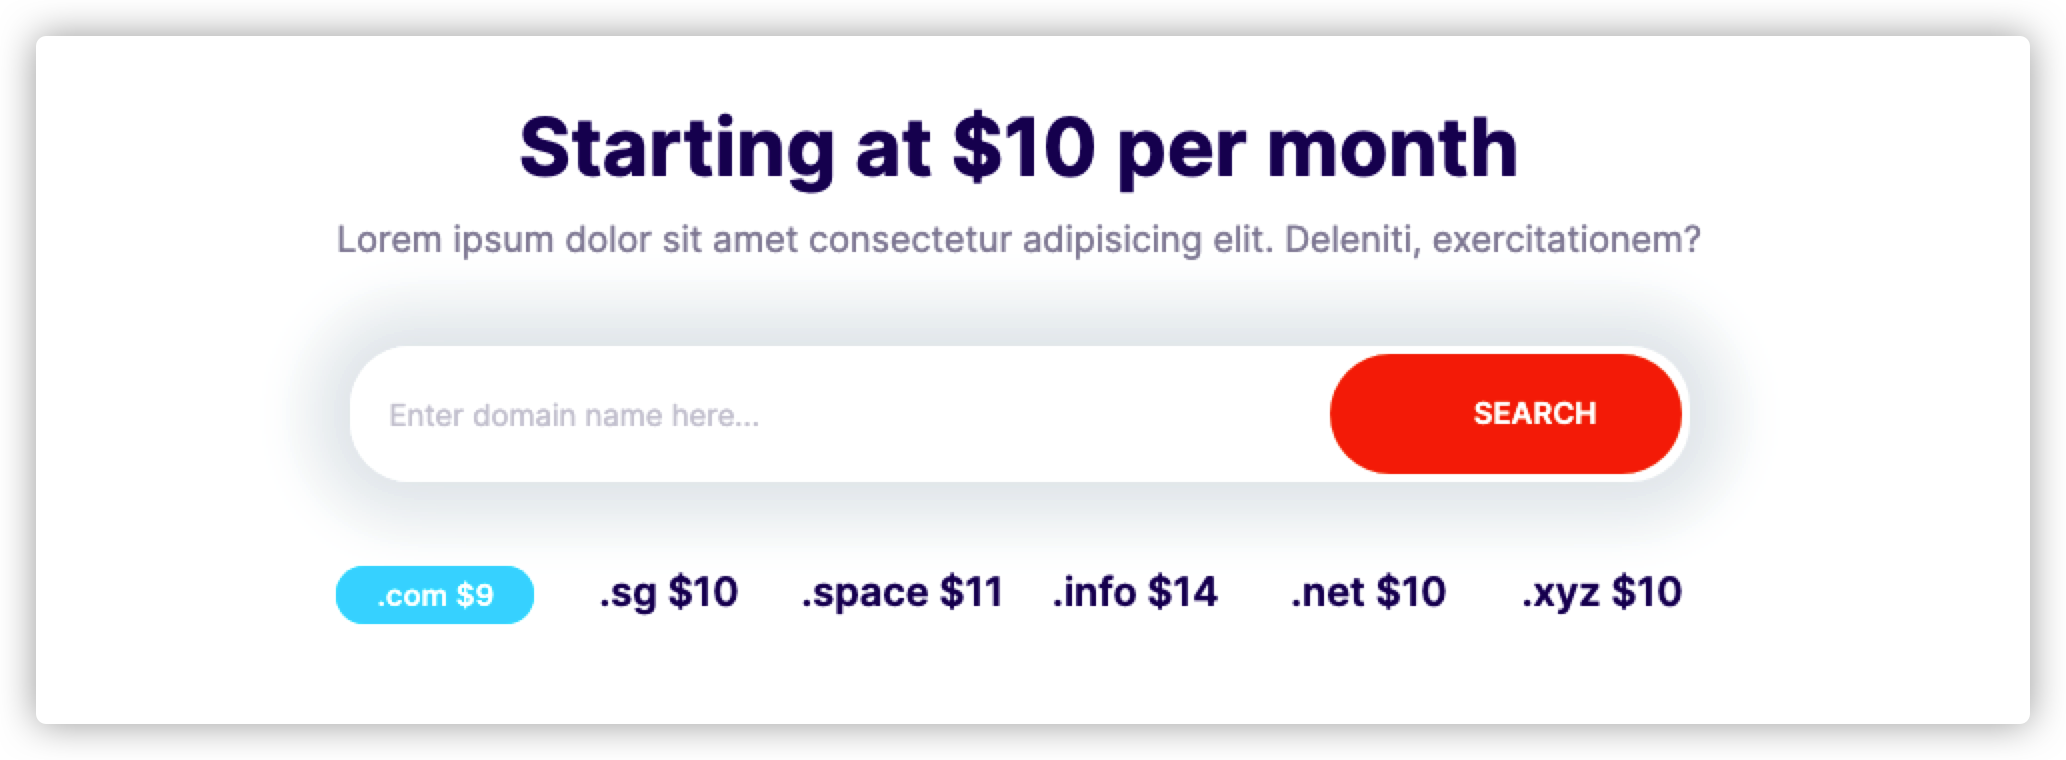 Starting at $10 per month
Lorem ipsum dolor sit amet consectetur adipisicing elit. Deleniti, exercitationem?
Enter domain name here...
SEARCH
.com $9 .sg $10 .space $11 .info $14 .net $10 .xyz $10